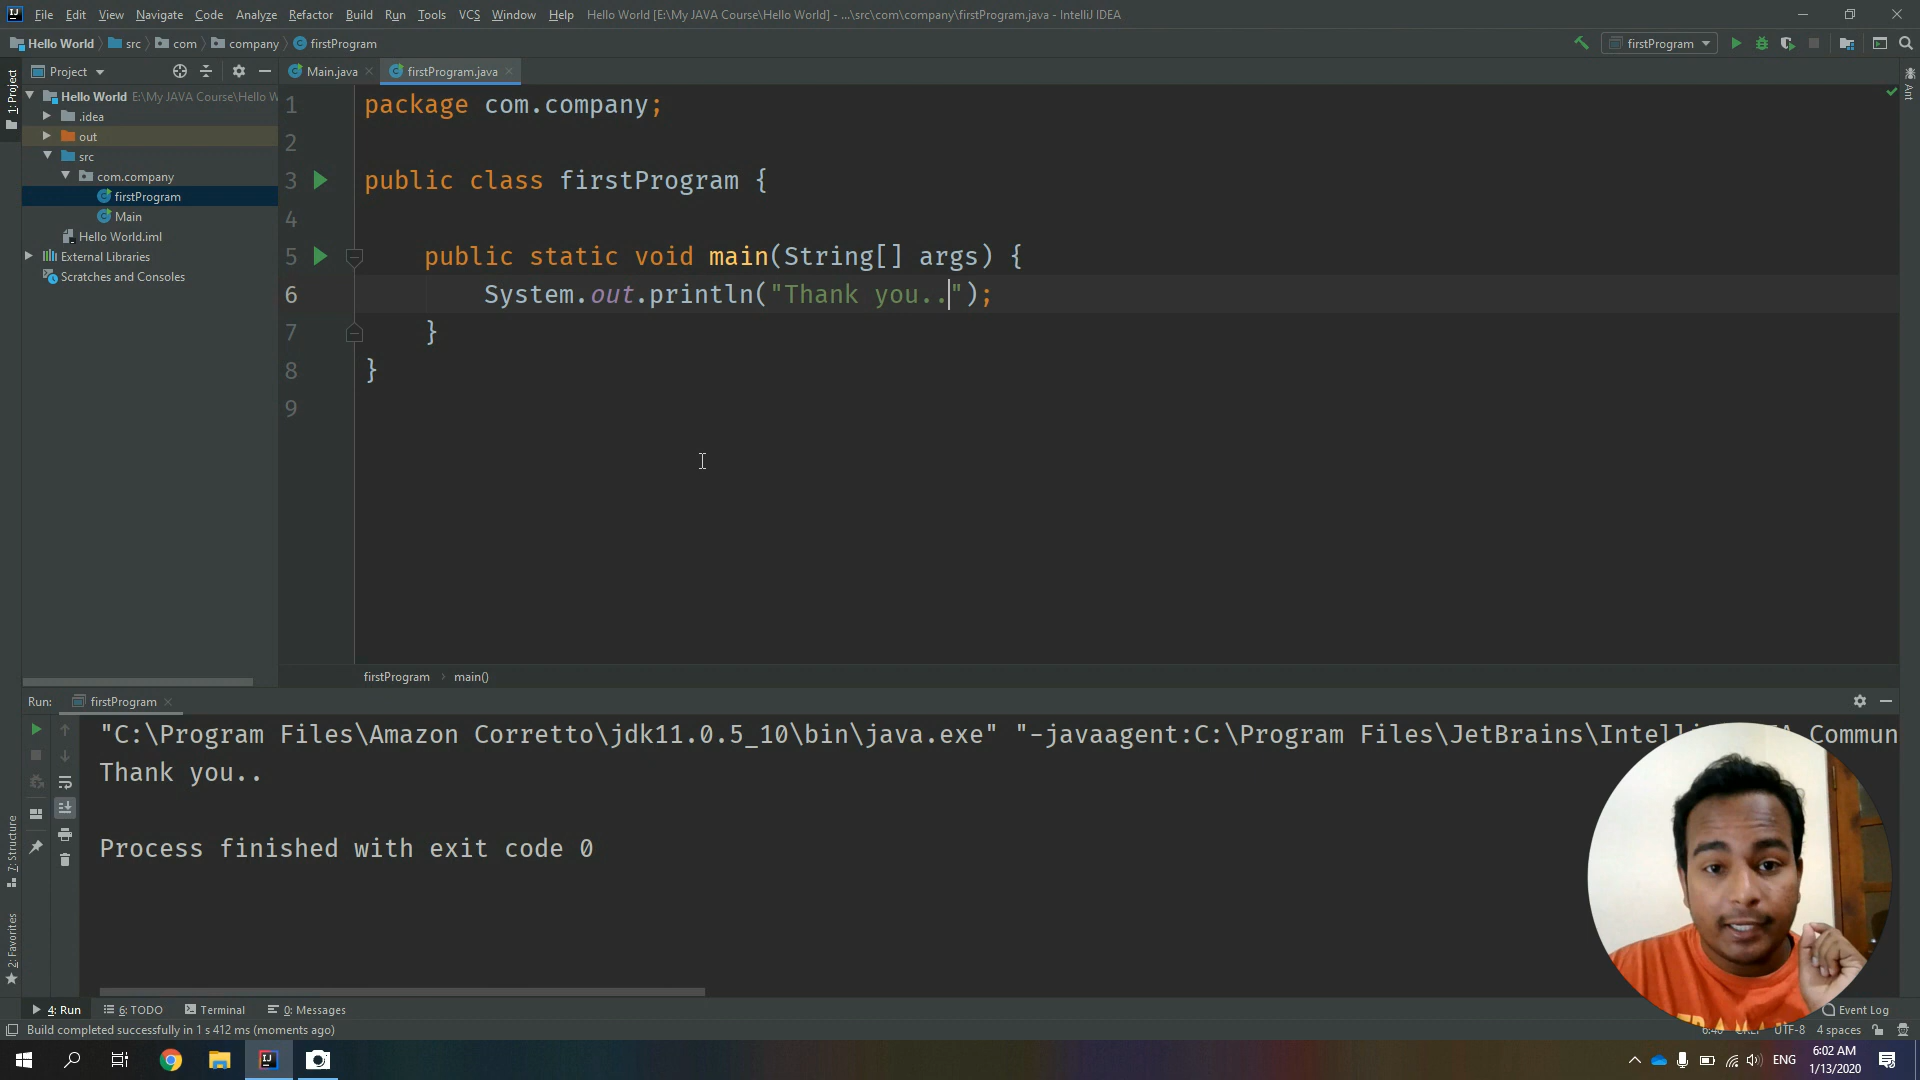 File Edit View Navigate Code Analyze Refactor Build Run Tools VCS Window Help Hello World [E:\My JAVA Course\Hello World] - ...\src\com\company\firstProgram.java - IntelliJ IDEA
Hello World src com company firstProgram firstProgram
Project Main.java firstProgram.java
1: Project
Ant
Hello World E:\My JAVA Course\Hello W
.idea
out
src
com.company
firstProgram
Main
Hello World.iml
External Libraries
Scratches and Consoles
1 package com.company;
2
3 public class firstProgram {
4
5 public static void main(String[] args) {
6 System.out.println("Thank you..");
7 }
8 }
9
firstProgram main()
Run: firstProgram
"C:\Program Files\Amazon Corretto\jdk11.0.5_10\bin\java.exe" "-javaagent:C:\Program Files\JetBrains\Commun
Thank you..
Process finished with exit code 0
7: Structure
2: Favorites
4: Run 6: TODO Terminal 0: Messages Event Log
Build completed successfully in 1 s 412 ms (moments ago) UTF-8 4 spaces
ENG 6:02 AM
1/13/2020